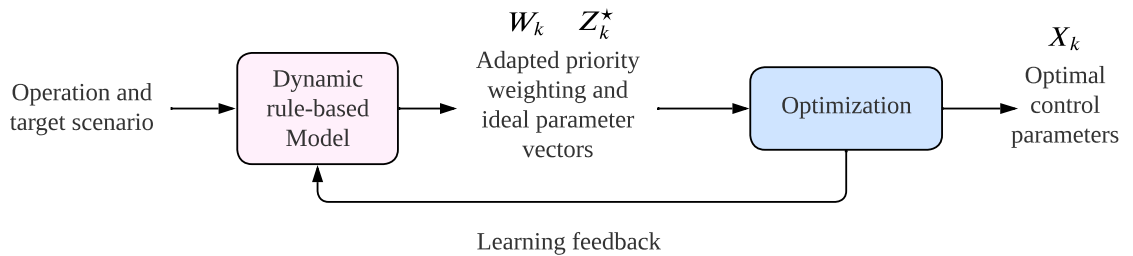 Operation and
target scenario
Dynamic
rule-based
Model
W_k Z_k^★
Adapted priority
weighting and
ideal parameter
vectors
Optimization
X_k
Optimal
control
parameters
Learning feedback